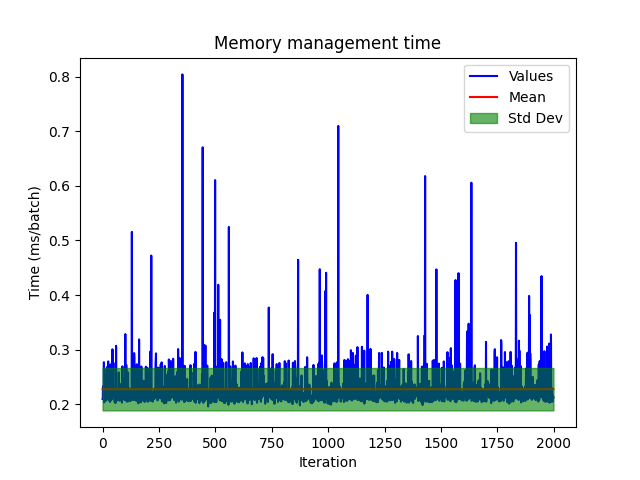 Memory management time
Values
Mean
Std Dev
Time (ms/batch)
0.8
0.7
0.6
0.5
0.4
0.3
0.2
0 250 500 750 1000 1250 1500 1750 2000
Iteration